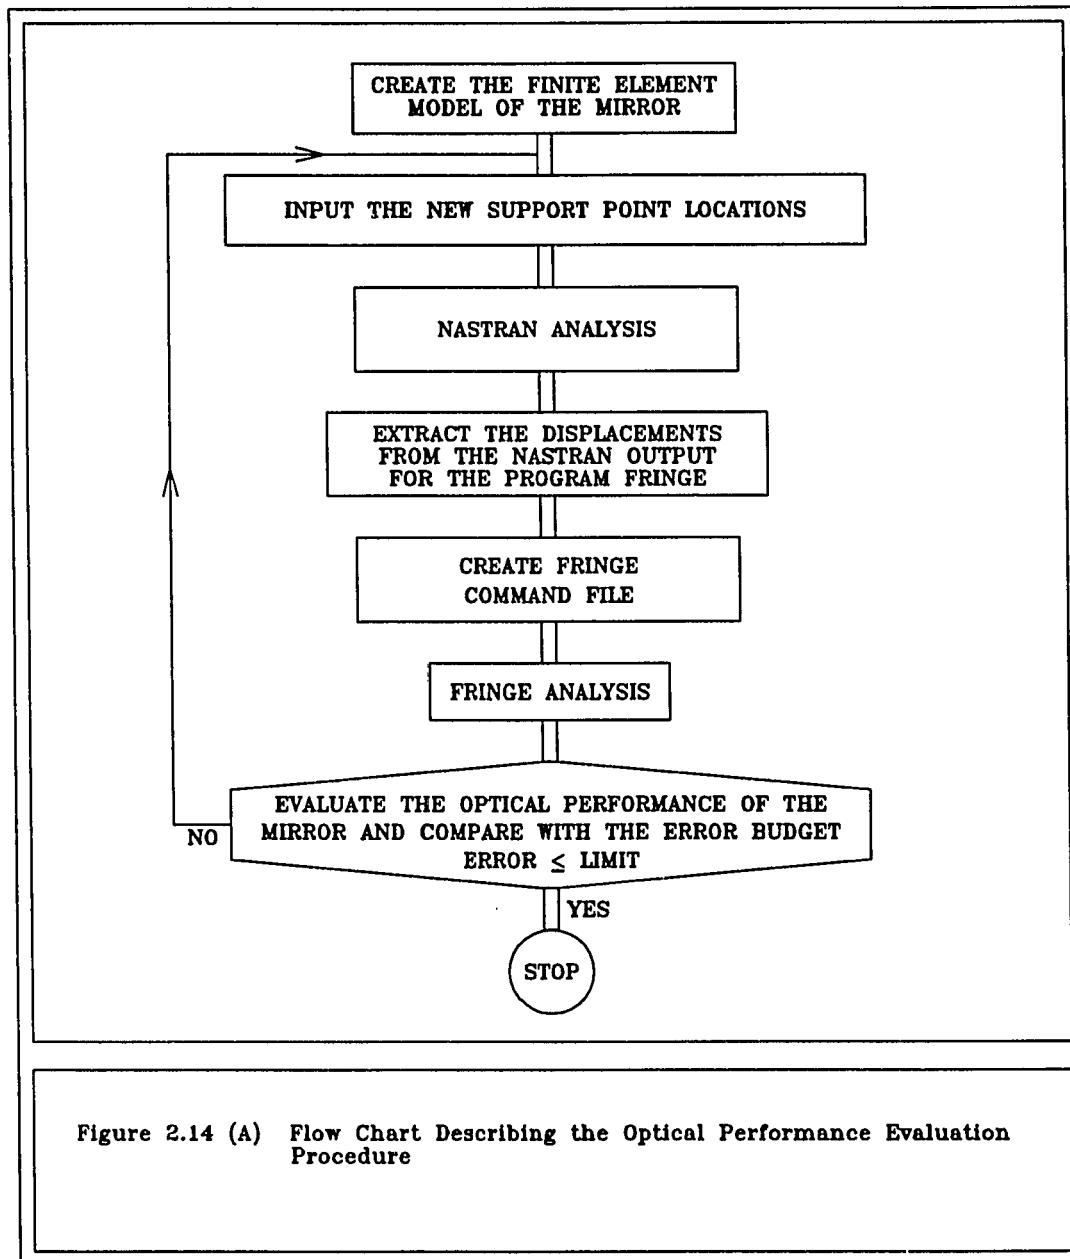 CREATE THE FINITE ELEMENT
MODEL OF THE MIRROR
INPUT THE NEW SUPPORT POINT LOCATIONS
NASTRAN ANALYSIS
EXTRACT THE DISPLACEMENTS
FROM THE NASTRAN OUTPUT
FOR THE PROGRAM FRINGE
CREATE FRINGE
COMMAND FILE
FRINGE ANALYSIS
EVALUATE THE OPTICAL PERFORMANCE OF THE
MIRROR AND COMPARE WITH THE ERROR BUDGET
ERROR ≤ LIMIT
NO
YES
STOP
Figure 2.14 (A) Flow Chart Describing the Optical Performance Evaluation
Procedure